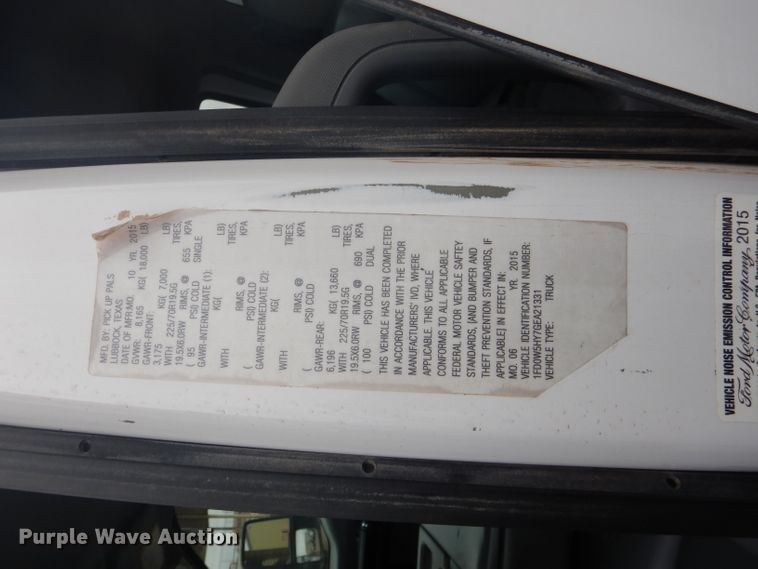 MFD. BY: PICK UP PALS
LUBBOCK, TEXAS
DATE OF MFR/MO. 10 YR. 2015
GVWR: 8,165 KG( 18,000 LB)
GAWR-FRONT:
3,175 KG( 7,000 LB)
WITH 225/70R19.5G TIRES,
19.5X6.0RW RIMS, @ 655 KPA
( 95 PSI) COLD SINGLE
GAWR-INTERMEDIATE (1):
KG( LB)
WITH TIRES,
RIMS, @ KPA
( PSI) COLD
GAWR-INTERMEDIATE (2):
KG( LB)
WITH TIRES,
RIMS, @ KPA
( PSI) COLD
GAWR-REAR:
6,196 KG( 13,660 LB)
WITH 225/70R19.5G TIRES,
19.5X6.0RW RIMS, @ 690 KPA
( 100 PSI) COLD DUAL
THIS VEHICLE HAS BEEN COMPLETED
IN ACCORDANCE WITH THE PRIOR
MANUFACTURERS' IVD, WHERE
APPLICABLE. THIS VEHICLE
CONFORMS TO ALL APPLICABLE
FEDERAL MOTOR VEHICLE SAFTEY
STANDARDS, [AND BUMPER AND
THEFT PREVENTION STANDARDS, IF
APPLICABLE] IN EFFECT IN:
MO. 06 YR. 2015
VEHICLE IDENTIFICATION NUMBER:
1FD0W5HY7GEA21331
VEHICLE TYPE: TRUCK
VEHICLE NOISE EMISSION CONTROL INFORMATION
Ford Motor Company, 2015
Purple Wave Auction
Purple Wave Auction